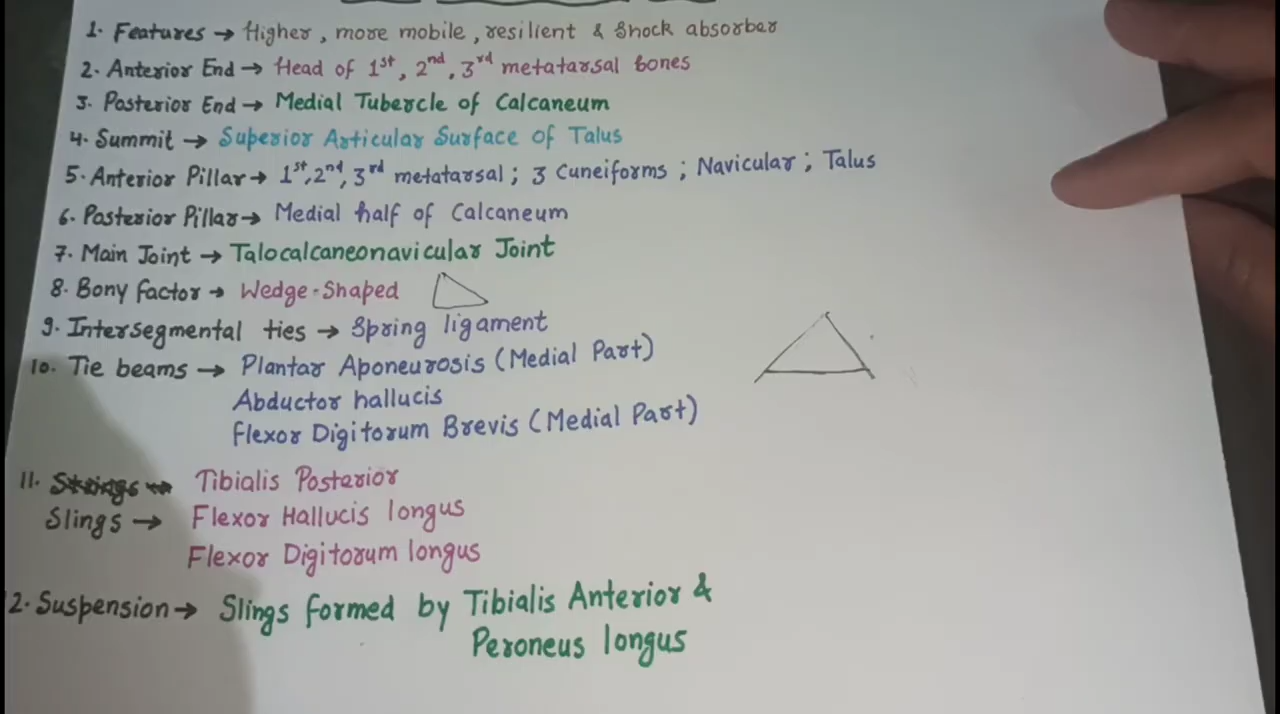 1. Features → Higher, more mobile, resilient & Shock absorber
2. Anterior End → Head of 1st, 2nd, 3rd metatarsal bones
3. Posterior End → Medial Tubercle of Calcaneum
4. Summit → Superior Articular Surface of Talus
5. Anterior Pillar → 1st, 2nd, 3rd metatarsal; 3 Cuneiforms; Navicular; Talus
6. Posterior Pillar → Medial half of Calcaneum
7. Main Joint → Talocalcaneonavicular Joint
8. Bony factor → Wedge-Shaped
9. Intersegmental ties → Spring ligament
10. Tie beams → Plantar Aponeurosis (Medial Part)
Abductor hallucis
Flexor Digitorum Brevis (Medial Part)
11. Tibialis Posterior
Slings → Flexor Hallucis longus
Flexor Digitorum longus
2. Suspension → Slings formed by Tibialis Anterior &
Peroneus longus